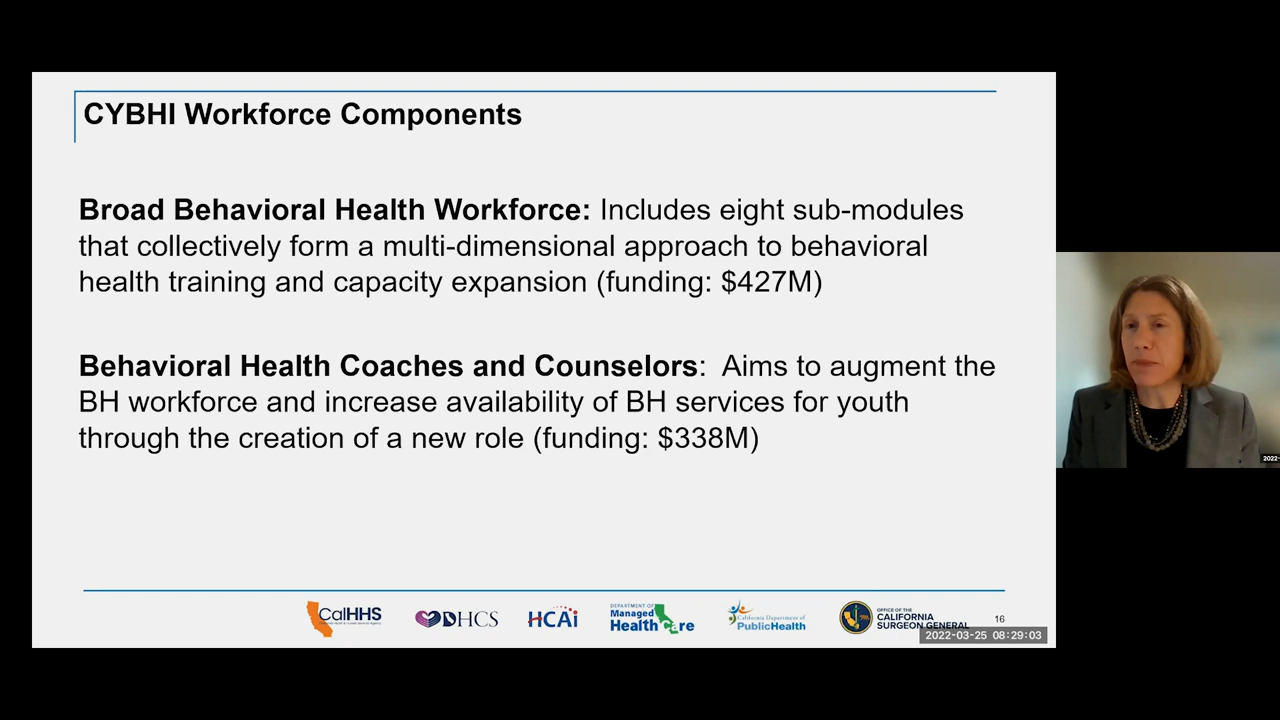 CYBHI Workforce Components
Broad Behavioral Health Workforce: Includes eight sub-modules
that collectively form a multi-dimensional approach to behavioral
health training and capacity expansion (funding: $427M)
Behavioral Health Coaches and Counselors:  Aims to augment the
BH workforce and increase availability of BH services for youth
through the creation of a new role (funding: $338M)
CalHHS
DHCS
HCAi
DEPARTMENT OF
Managed
HealthCare
California Department of
PublicHealth
OFFICE OF THE
CALIFORNIA
SURGEON GENERAL
16
2022-03-25 08:29:03
2022-